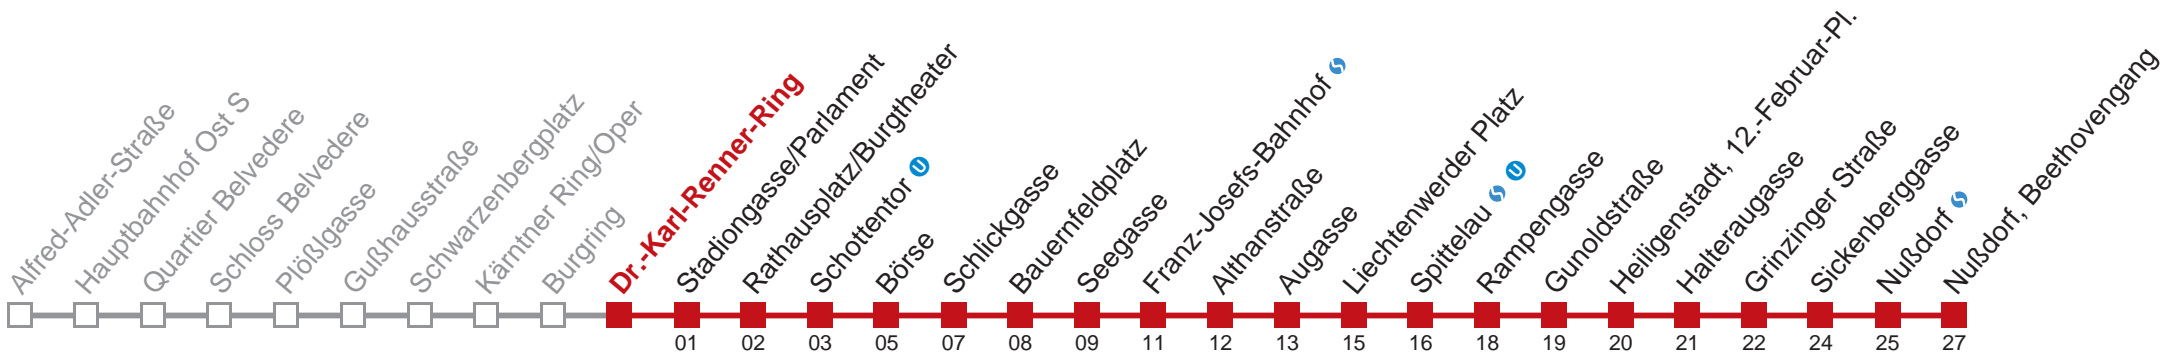 Alfred-Adler-Straße
Hauptbahnhof Ost S
Quartier Belvedere
Schloss Belvedere
Plößlgasse
Gußhausstraße
Schwarzenbergplatz
Kärntner Ring/Oper
Burgring
Dr.-Karl-Renner-Ring
Stadiongasse/Parlament
Rathausplatz/Burgtheater
Schottentor U
Börse
Schlickgasse
Bauernfeldplatz
Seegasse
Franz-Josefs-Bahnhof S
Althanstraße
Augasse
Liechtenwerder Platz
Spittelau S U
Rampengasse
Gunoldstraße
Heiligenstadt, 12.-Februar-Pl.
Halteraugasse
Grinzinger Straße
Sickenberggasse
Nußdorf S
Nußdorf, Beethovengang
01 02 03 05 07 08 09 11 12 13 15 16 18 19 20 21 22 24 25 27